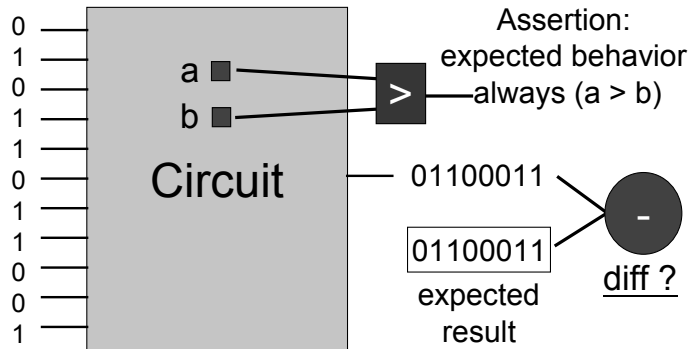 0
1
0
1
1
0
1
1
0
0
1
a
b
Circuit
>
Assertion:
expected behavior
always (a > b)
01100011
01100011
expected
result
-
diff ?